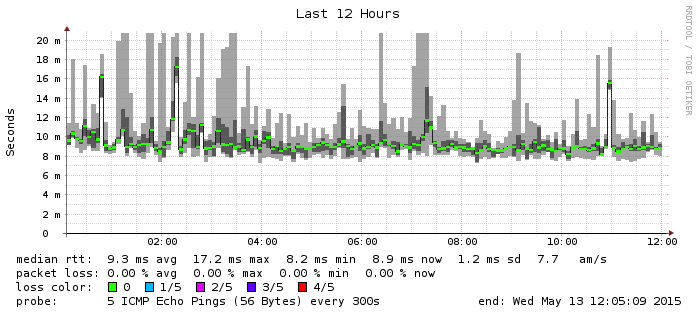 Last 12 Hours
RRDTOOL / TOBI OETIKER
Seconds
20 m
18 m
16 m
14 m
12 m
10 m
8 m
6 m
4 m
2 m
0
02:00 04:00 06:00 08:00 10:00 12:00
median rtt: 9.3 ms avg 17.2 ms max 8.2 ms min 8.9 ms now 1.2 ms sd 7.7 am/s
packet loss: 0.00 % avg 0.00 % max 0.00 % min 0.00 % now
loss color: 0 1/5 2/5 3/5 4/5
probe: 5 ICMP Echo Pings (56 Bytes) every 300s end: Wed May 13 12:05:09 2015